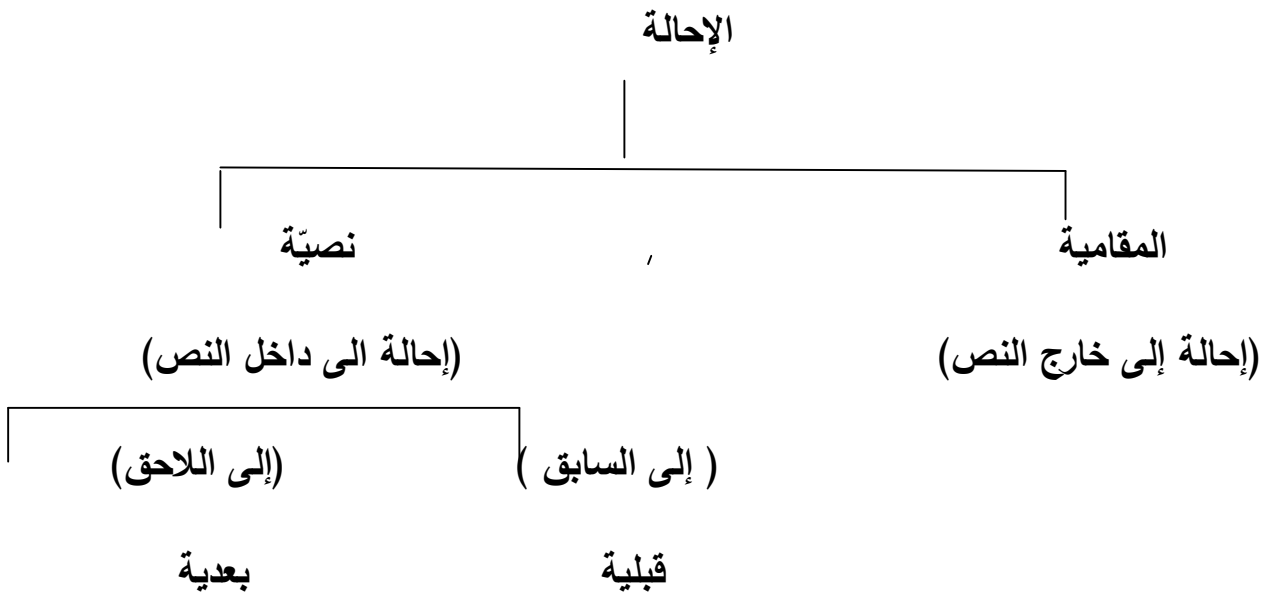 الإحالة
المقامية نصيّة
(إحالة إلى خارج النص) (إحالة الى داخل النص)
( إلى السابق ) (إلى اللاحق)
قبلية بعدية